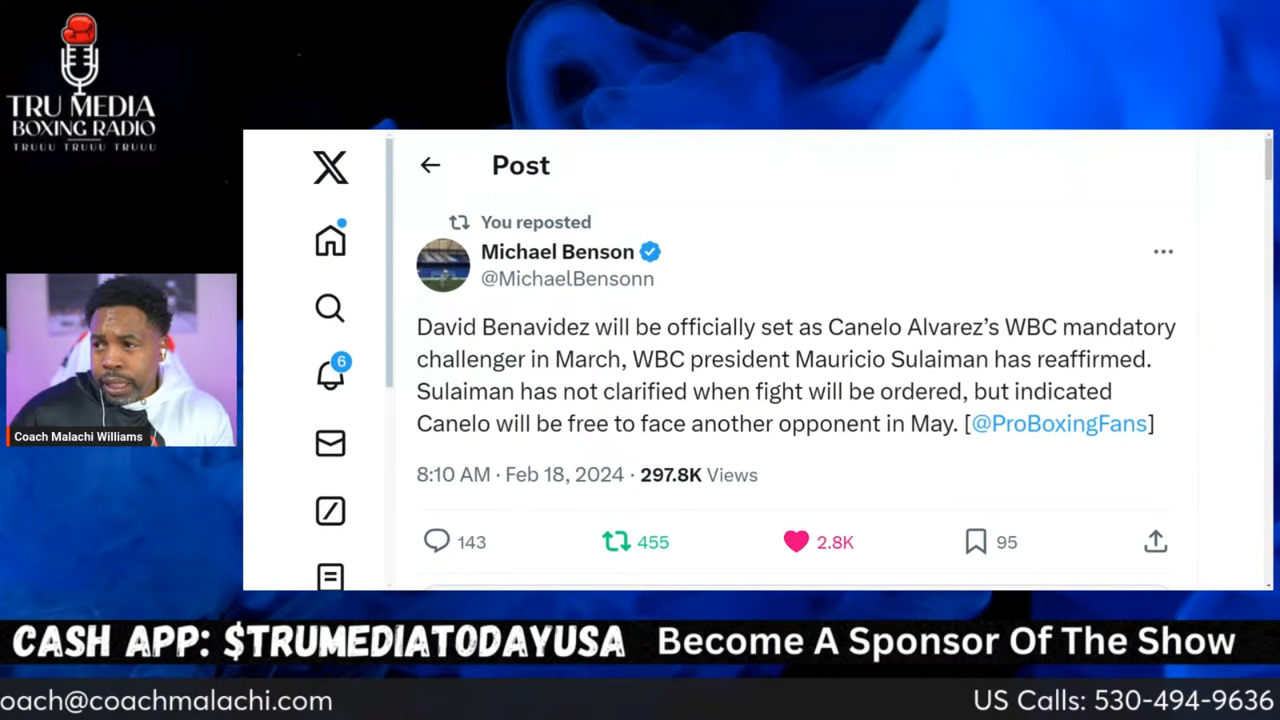 TRU MEDIA
BOXING RADIO
TRUUU TRUUU TRUUU
X
Post
You reposted
Michael Benson
@MichaelBensonn
David Benavidez will be officially set as Canelo Alvarez’s WBC mandatory
challenger in March, WBC president Mauricio Sulaiman has reaffirmed.
Sulaiman has not clarified when fight will be ordered, but indicated
Canelo will be free to face another opponent in May. [@ProBoxingFans]
8:10 AM · Feb 18, 2024 · 297.8K Views
143 455 2.8K 95
6
Coach Malachi Williams
CASH APP: $TRUMEDIATODAYUSA Become A Sponsor Of The Show
oach@coachmalachi.com US Calls: 530-494-9636